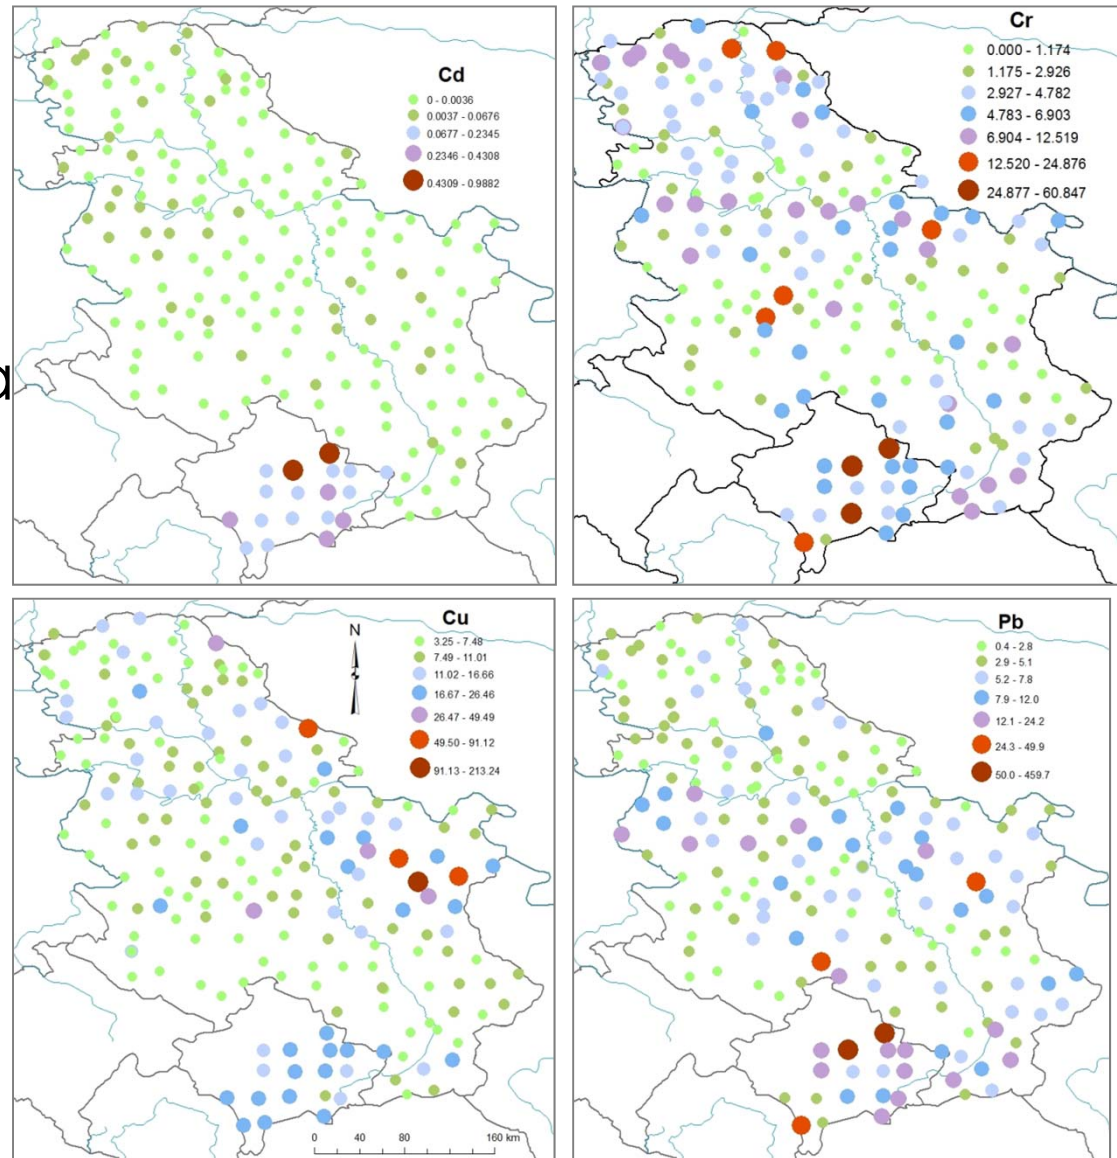 Cd
0 - 0.0036
0.0037 - 0.0676
0.0677 - 0.2345
0.2346 - 0.4308
0.4309 - 0.9882
Cr
0.000 - 1.174
1.175 - 2.926
2.927 - 4.782
4.783 - 6.903
6.904 - 12.519
12.520 - 24.876
24.877 - 60.847
a
Cu
3.25 - 7.48
7.49 - 11.01
11.02 - 16.66
16.67 - 26.46
26.47 - 49.49
49.50 - 91.12
91.13 - 213.24
N
0 40 80 160 km
Pb
0.4 - 2.8
2.9 - 5.1
5.2 - 7.8
7.9 - 12.0
12.1 - 24.2
24.3 - 49.9
50.0 - 459.7